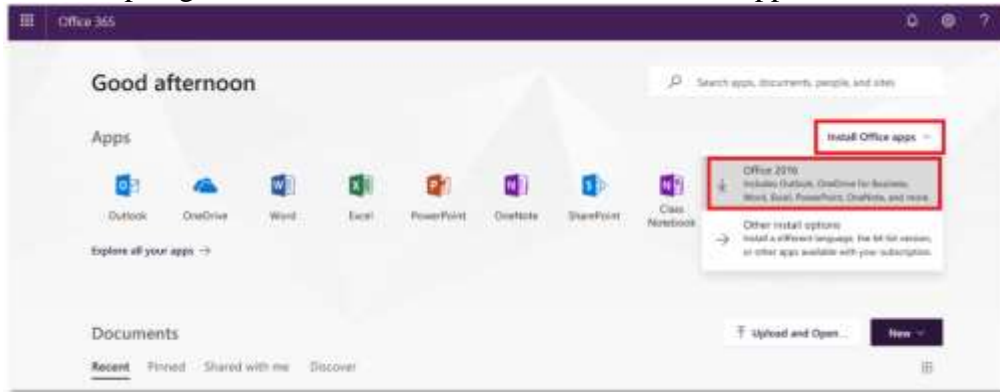 Office 365
?
Good afternoon
Search apps, documents, people, and sites
Apps
Install Office apps
Office 2016
Includes Outlook, OneDrive for Business,
Word, Excel, PowerPoint, OneNote, and more.
Outlook
OneDrive
Word
Excel
PowerPoint
OneNote
SharePoint
Class
Notebook
Other install options
Install a different language, the 64-bit version,
or other apps available with your subscription.
Explore all your apps →
Documents
Upload and Open...
New
Recent Pinned Shared with me Discover